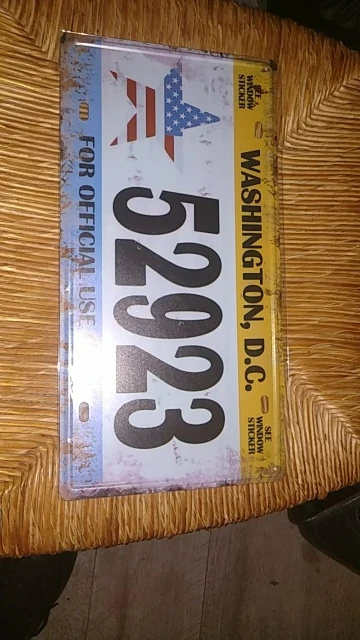 SEE
WINDOW
STICKER
WASHINGTON, D.C.
SEE
WINDOW
STICKER
52923
FOR OFFICIAL USE